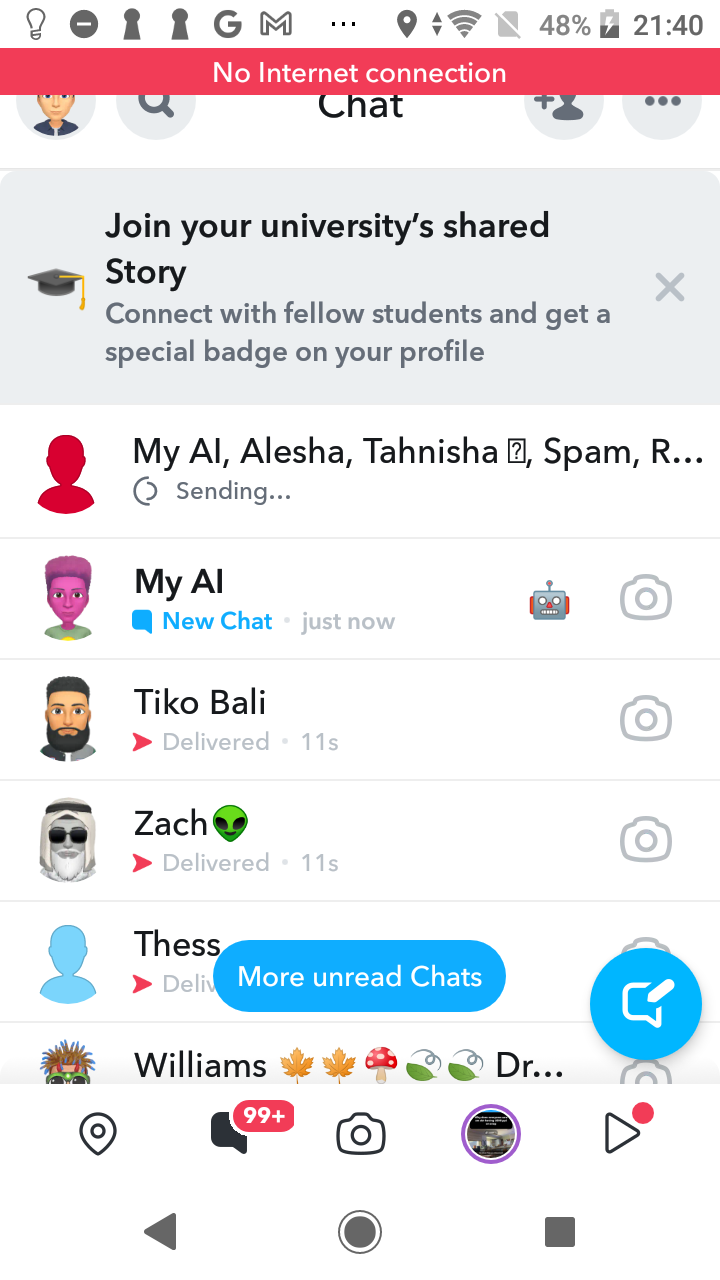 48% 21:40
No Internet connection
Chat
Join your university’s shared
Story
Connect with fellow students and get a
special badge on your profile
My AI, Alesha, Tahnisha, Spam, R...
Sending...
My AI
New Chat · just now
Tiko Bali
Delivered · 11s
Zach👽
Delivered · 11s
Thess
Deliv
More unread Chats
Williams 🍁🍁🍄🍃🍃 Dr...
99+